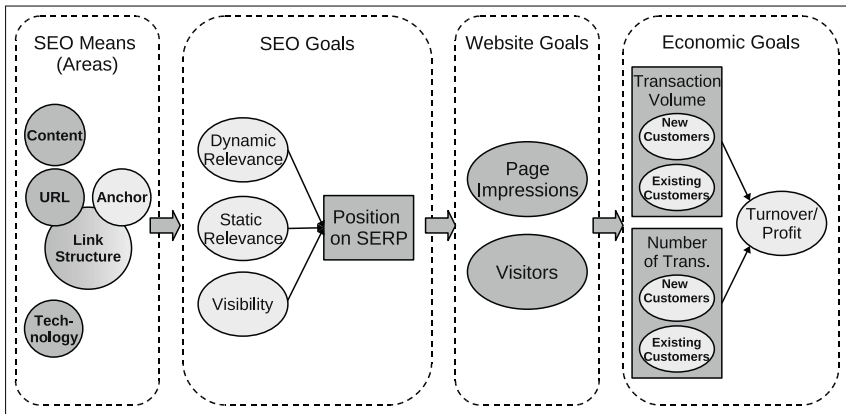 SEO Means
(Areas)
Content
URL
Anchor
Link
Structure
Tech-
nology
SEO Goals
Dynamic
Relevance
Static
Relevance
Visibility
Position
on SERP
Website Goals
Page
Impressions
Visitors
Economic Goals
Transaction
Volume
New
Customers
Existing
Customers
Number
of Trans.
New
Customers
Existing
Customers
Turnover/
Profit